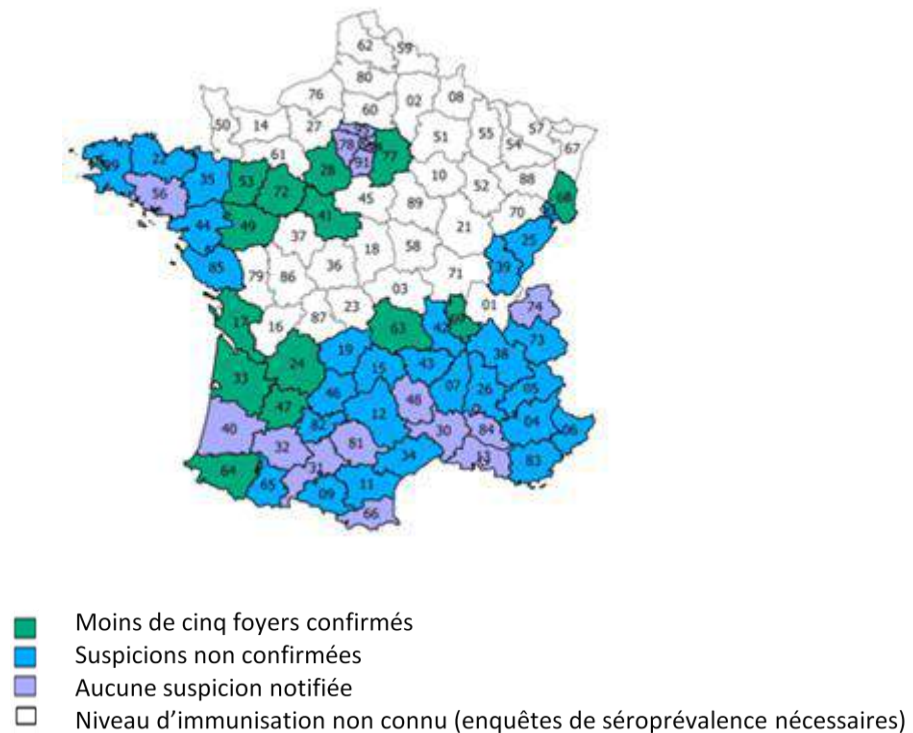 62 59
80
76 02 08
60
50 14 27 51 55 57
54 67
61 78 77
91 10 88
29 22 28 52
35 53 68
56 72 45 89
41 70
44 49 21
37 25
18 58
85 79 86 36 39
71
03 01 74
17 16 87 23
63 42
73
19 38
24 43
33 15
07 26 05
46
47 48
12 04
40 82 30 84 06
32 81
34 13 83
64 31
65 11
09
66
Moins de cinq foyers confirmés
Suspicions non confirmées
Aucune suspicion notifiée
Niveau d’immunisation non connu (enquêtes de séroprévalence nécessaires)